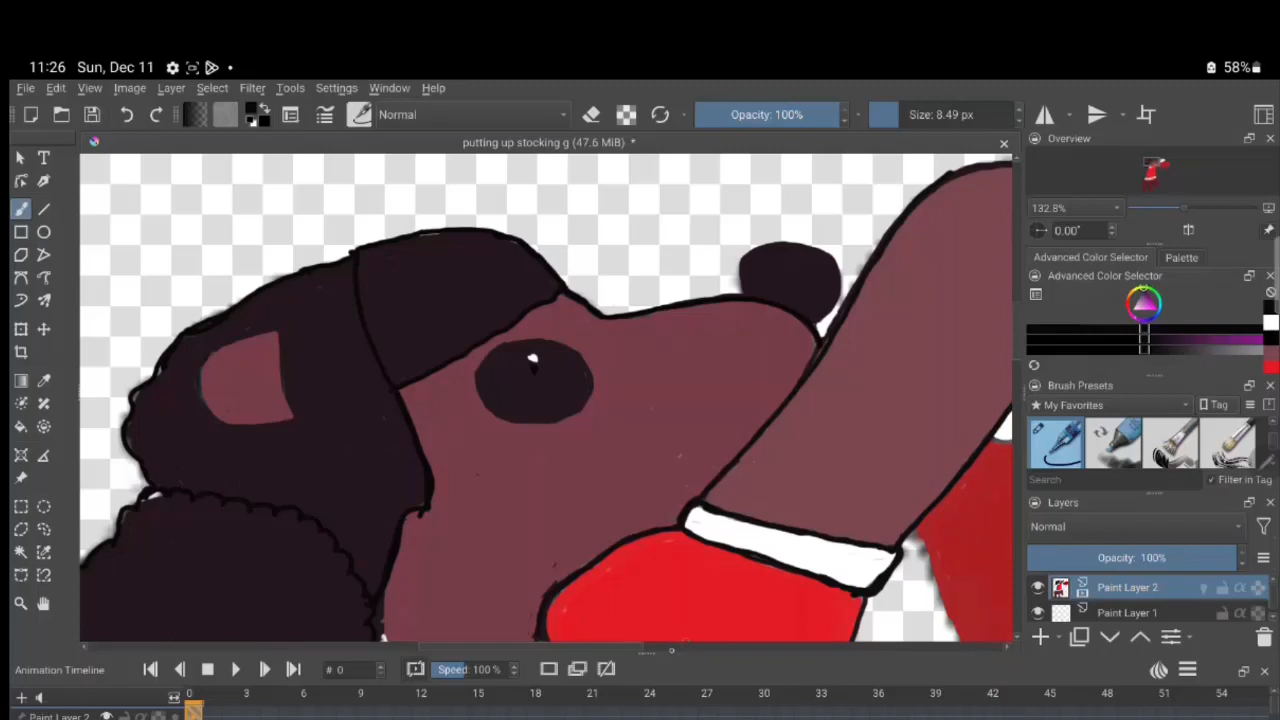 11:26 Sun, Dec 11
58%
File Edit View Image Layer Select Filter Tools Settings Window Help
Normal
Opacity: 100%
Size: 8.49 px
putting up stocking g (47.6 MiB) *
Overview
132.8%
0.00°
Advanced Color Selector Palette
Advanced Color Selector
Brush Presets
★ My Favorites
Tag
Search
Filter in Tag
Layers
Normal
Opacity: 100%
Paint Layer 2
Paint Layer 1
Animation Timeline
# 0
Speed: 100 %
0 3 6 9 12 15 18 21 24 27 30 33 36 39 42 45 48 51 54
Paint Layer 2